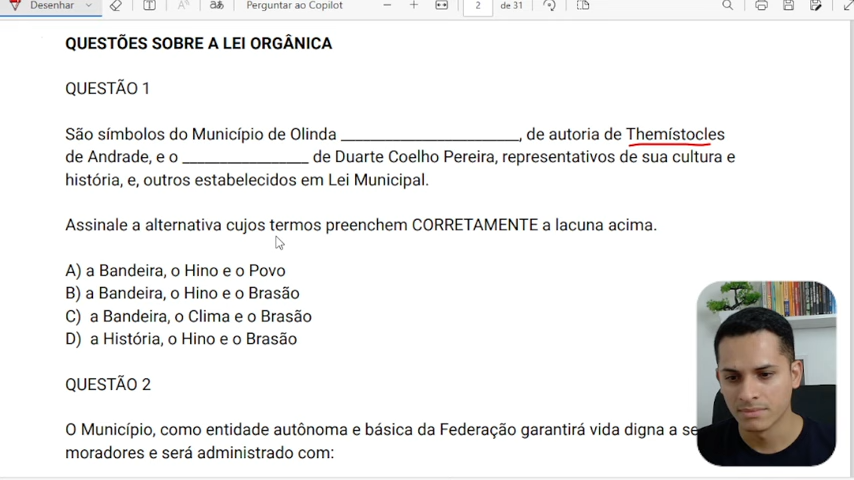 Desenhar
Perguntar ao Copilot
2
de 31
QUESTÕES SOBRE A LEI ORGÂNICA
QUESTÃO 1
São símbolos do Município de Olinda _________________________, de autoria de Themístocles
de Andrade, e o _________________ de Duarte Coelho Pereira, representativos de sua cultura e
história, e, outros estabelecidos em Lei Municipal.
Assinale a alternativa cujos termos preenchem CORRETAMENTE a lacuna acima.
A) a Bandeira, o Hino e o Povo
B) a Bandeira, o Hino e o Brasão
C) a Bandeira, o Clima e o Brasão
D) a História, o Hino e o Brasão
QUESTÃO 2
O Município, como entidade autônoma e básica da Federação garantirá vida digna a
moradores e será administrado com: